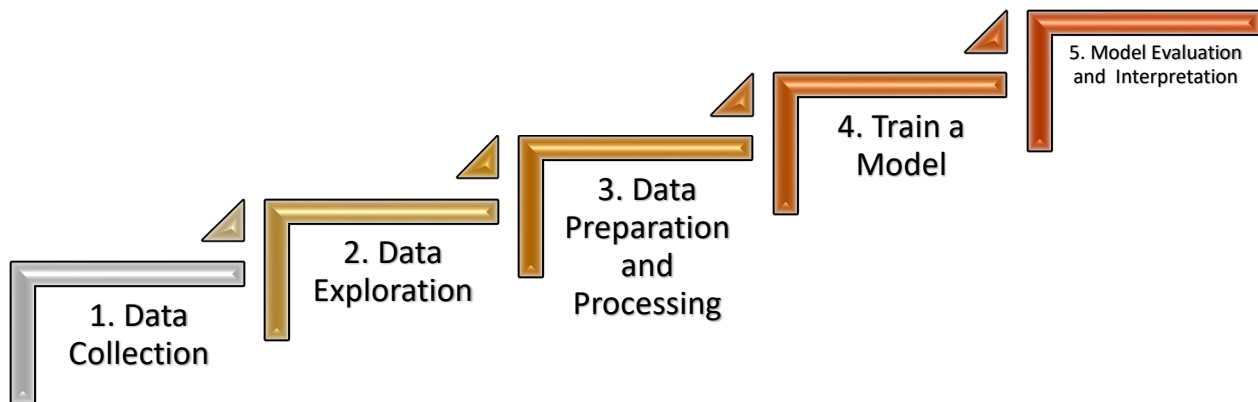 1. Data
Collection
2. Data
Exploration
3. Data
Preparation
and
Processing
4. Train a
Model
5. Model Evaluation
and Interpretation